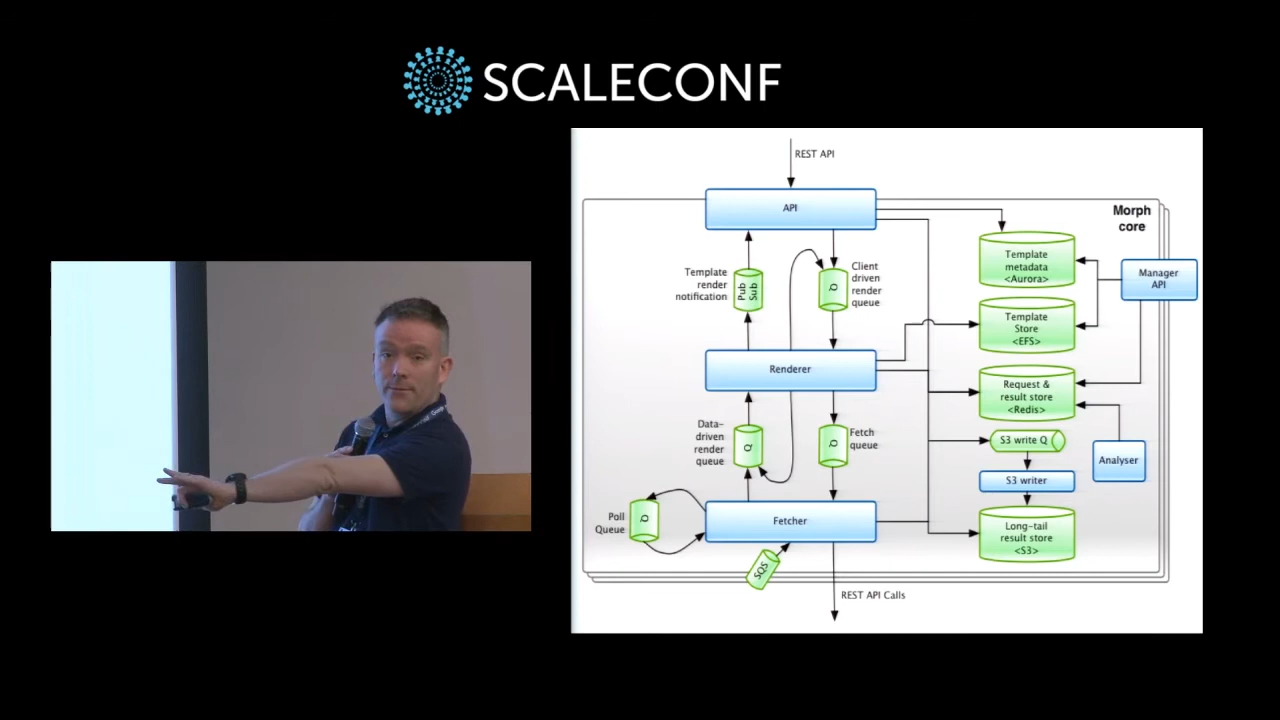 SCALECONF
REST API
API
Morph
core
Template
render
notification
Pub
Sub
Q
Client
driven
render
queue
Template
metadata
<Aurora>
Manager
API
Template
Store
<EFS>
Renderer
Request &
result store
<Redis>
Data-
driven
render
queue
Q
Q
Fetch
queue
S3 write Q
Analyser
S3 writer
Poll
Queue
Q
Fetcher
Long-tail
result store
<S3>
SQS
REST API Calls